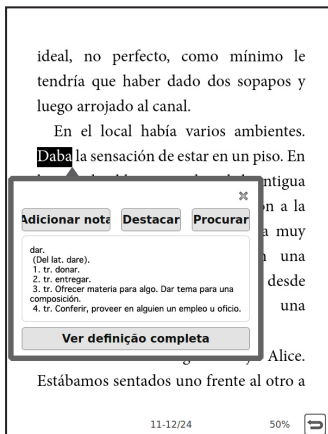 ideal, no perfecto, como mínimo le
tendría que haber dado dos sopapos y
luego arrojado al canal.
En el local había varios ambientes.
Daba la sensación de estar en un piso. En
antigua
a la
muy
una
desde
una
Adicionar nota Destacar Procurar
dar.
(Del lat. dare).
1. tr. donar.
2. tr. entregar.
3. tr. Ofrecer materia para algo. Dar tema para una
composición.
4. tr. Conferir, proveer en alguien un empleo u oficio.
Ver definição completa
Alice.
Estábamos sentados uno frente al otro a
11-12/24 50%